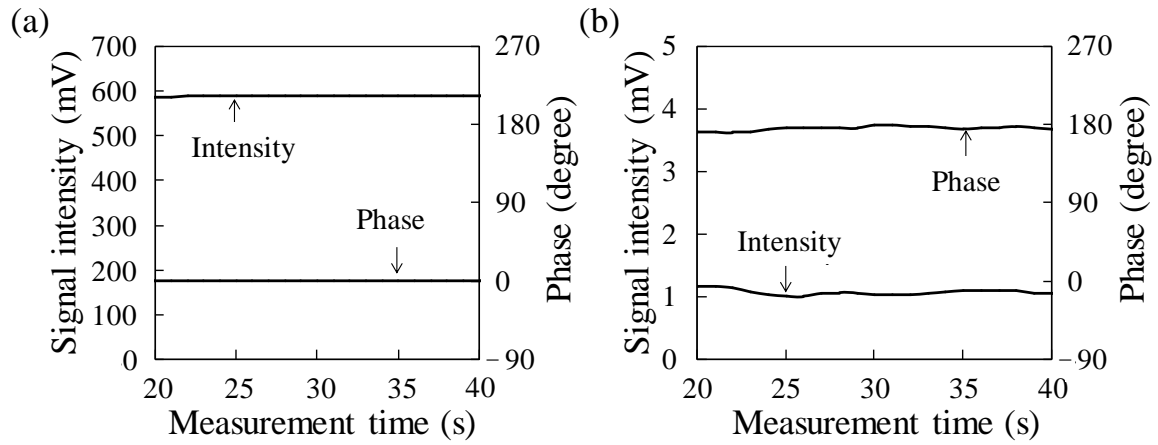 (a)
Signal intensity (mV)
700
600
500
400
300
200
100
0
Intensity
Phase
270
180
90
0
−90
Phase (degree)
20 25 30 35 40
Measurement time (s)
(b)
Signal intensity (mV)
5
4
3
2
1
0
Phase
Intensity
270
180
90
0
−90
Phase (degree)
20 25 30 35 40
Measurement time (s)